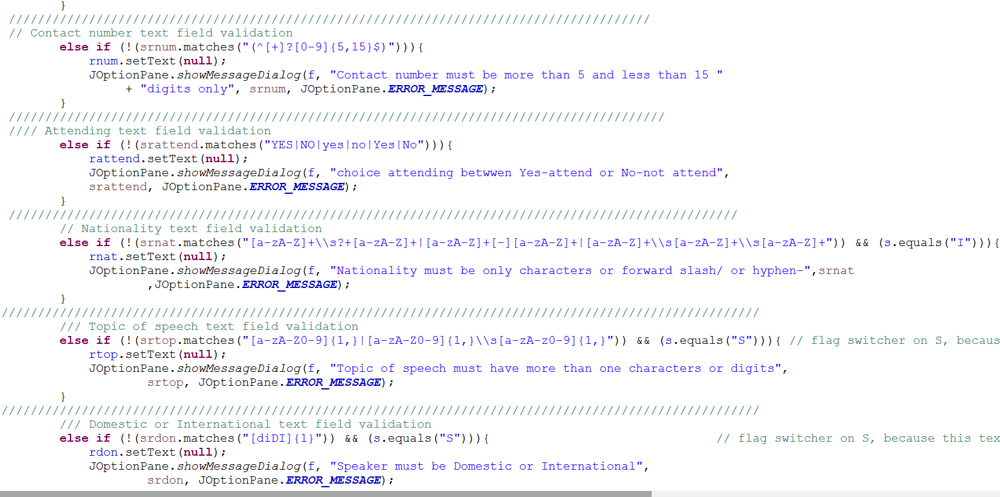 }
////////////////////////////////////////////////////////////////////////////////////////
// Contact number text field validation
else if (!(srnum.matches("(^[+]?[0-9]{5,15}$)"))){
rnum.setText(null);
JOptionPane.showMessageDialog(f, "Contact number must be more than 5 and less than 15 "
+ "digits only", srnum, JOptionPane.ERROR_MESSAGE);
}
//////////////////////////////////////////////////////////////////////////////////////////
//// Attending text field validation
else if (!(srattend.matches("YES|NO|yes|no|Yes|No"))){
rattend.setText(null);
JOptionPane.showMessageDialog(f, "choice attending betwwen Yes-attend or No-not attend",
srattend, JOptionPane.ERROR_MESSAGE);
}
////////////////////////////////////////////////////////////////////////////////////////////////////
// Nationality text field validation
else if (!(srnat.matches("[a-zA-Z]+\\s?+[a-zA-Z]+|[a-zA-Z]+[-][a-zA-Z]+|[a-zA-Z]+\\s[a-zA-Z]+\\s[a-zA-Z]+")) && (s.equals("I"))){
rnat.setText(null);
JOptionPane.showMessageDialog(f, "Nationality must be only characters or forward slash/ or hyphen-",srnat
,JOptionPane.ERROR_MESSAGE);
}
////////////////////////////////////////////////////////////////////////////////////////////////////////
/// Topic of speech text field validation
else if (!(srtop.matches("[a-zA-Z0-9]{1,}|[a-zA-Z0-9]{1,}\\s[a-zA-z0-9]{1,}")) && (s.equals("S"))){ // flag switcher on S, becaus
rtop.setText(null);
JOptionPane.showMessageDialog(f, "Topic of speech must have more than one characters or digits",
srtop, JOptionPane.ERROR_MESSAGE);
}
////////////////////////////////////////////////////////////////////////////////////////////////////////
/// Domestic or International text field validation
else if (!(srdon.matches("[diDI]{1}")) && (s.equals("S"))){ // flag switcher on S, because this tex
rdon.setText(null);
JOptionPane.showMessageDialog(f, "Speaker must be Domestic or International",
srdon, JOptionPane.ERROR_MESSAGE);